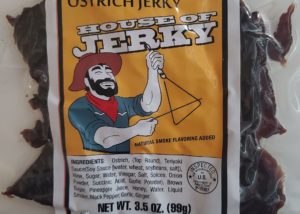 OSTRICH JERKY
HOUSE OF
JERKY
NATURAL SMOKE FLAVORING ADDED
INGREDIENTS: Ostrich, (Top Round, Teriyaki
Sauce(Soy Sauce (water, wheat, soybeans, salt)),
Wine, Sugar, Water, Vinegar, Salt, Spices, Onion
Powder, Succinic Acid, Garlic Powder), Brown
Sugar, Pineapple Juice, Honey, Water, Liquid
Smoke, Black Pepper, Garlic, Ginger
INSPECTED
U.S.
NET WT. 3.5 OZ. (99g)